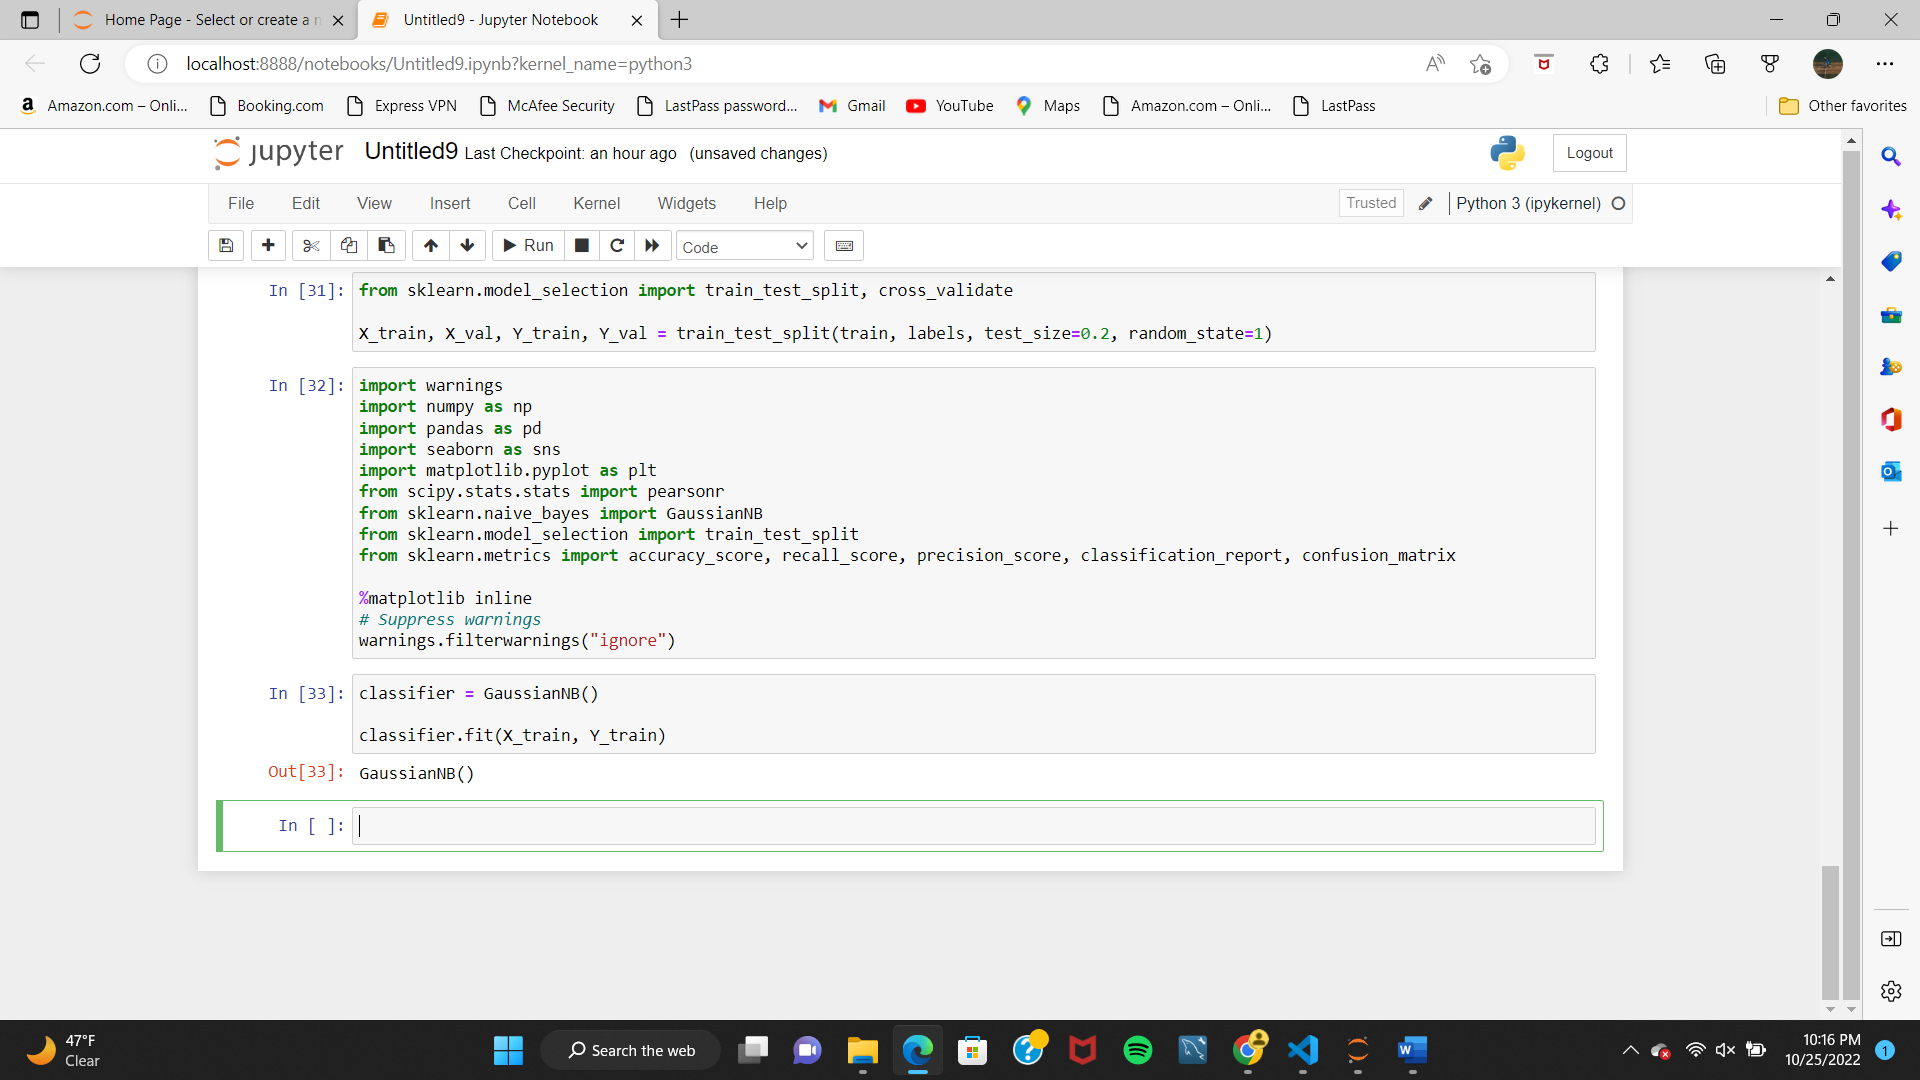 Home Page - Select or create a n
Untitled9 - Jupyter Notebook
localhost:8888/notebooks/Untitled9.ipynb?kernel_name=python3
Amazon.com – Onli...
Booking.com
Express VPN
McAfee Security
LastPass password...
Gmail
YouTube
Maps
Amazon.com – Onli...
LastPass
Other favorites
jupyter Untitled9 Last Checkpoint: an hour ago (unsaved changes)
Logout
File Edit View Insert Cell Kernel Widgets Help
Trusted
Python 3 (ipykernel)
Run
Code
In [31]: from sklearn.model_selection import train_test_split, cross_validate
X_train, X_val, Y_train, Y_val = train_test_split(train, labels, test_size=0.2, random_state=1)
In [32]: import warnings
import numpy as np
import pandas as pd
import seaborn as sns
import matplotlib.pyplot as plt
from scipy.stats.stats import pearsonr
from sklearn.naive_bayes import GaussianNB
from sklearn.model_selection import train_test_split
from sklearn.metrics import accuracy_score, recall_score, precision_score, classification_report, confusion_matrix
%matplotlib inline
# Suppress warnings
warnings.filterwarnings("ignore")
In [33]: classifier = GaussianNB()
classifier.fit(X_train, Y_train)
Out[33]: GaussianNB()
In [ ]:
47°F
Clear
Search the web
10:16 PM
10/25/2022
1